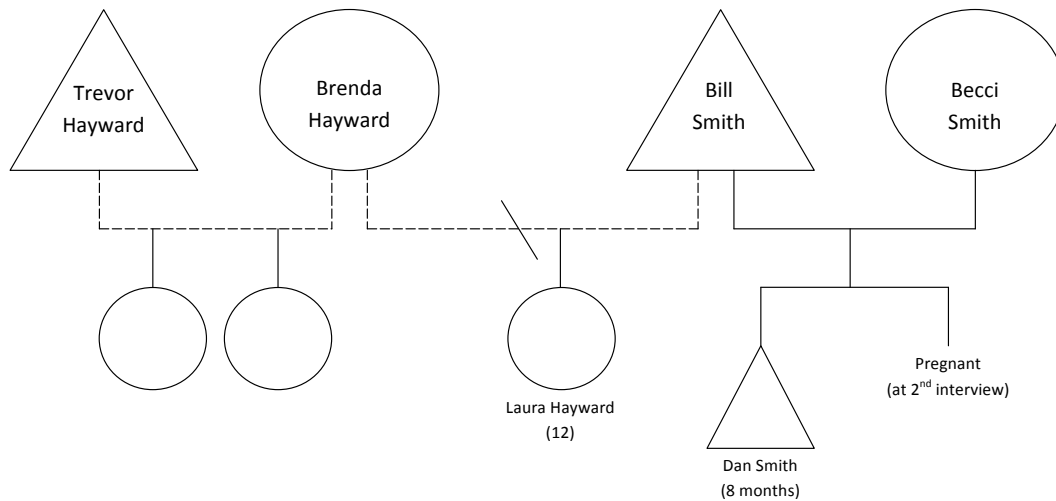 Trevor
Hayward
Brenda
Hayward
Bill
Smith
Becci
Smith
Laura Hayward
(12)
Pregnant
(at 2nd interview)
Dan Smith
(8 months)